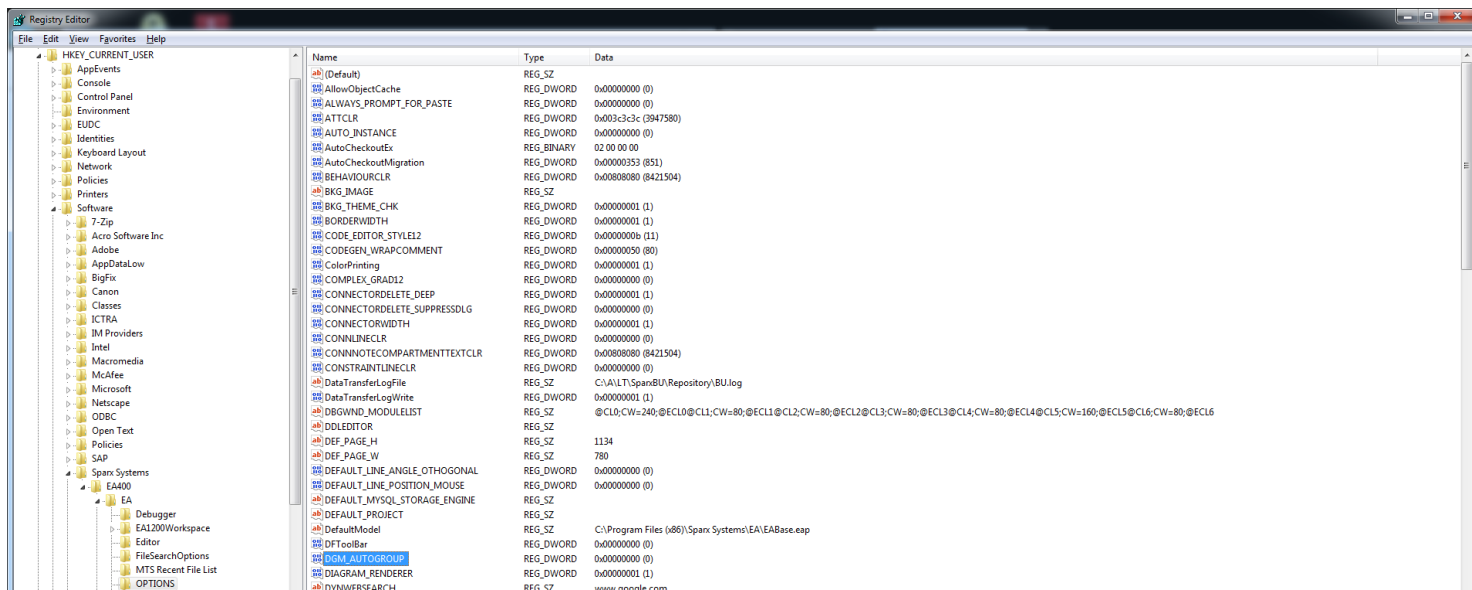 Registry Editor
File Edit View Favorites Help
HKEY_CURRENT_USER
AppEvents
Console
Control Panel
Environment
EUDC
Identities
Keyboard Layout
Network
Policies
Printers
Software
7-Zip
Acro Software Inc
Adobe
AppDataLow
BigFix
Canon
Classes
ICTRA
IM Providers
Intel
Macromedia
McAfee
Microsoft
Netscape
ODBC
Open Text
Policies
SAP
Sparx Systems
EA400
EA
Debugger
EA1200Workspace
Editor
FileSearchOptions
MTS Recent File List
OPTIONS
Name Type Data
(Default) REG_SZ
AllowObjectCache REG_DWORD 0x00000000 (0)
ALWAYS_PROMPT_FOR_PASTE REG_DWORD 0x00000000 (0)
ATTCLR REG_DWORD 0x003c3c3c (3947580)
AUTO_INSTANCE REG_DWORD 0x00000000 (0)
AutoCheckoutEx REG_BINARY 02 00 00 00
AutoCheckoutMigration REG_DWORD 0x00000353 (851)
BEHAVIOURCLR REG_DWORD 0x00808080 (8421504)
BKG_IMAGE REG_SZ
BKG_THEME_CHK REG_DWORD 0x00000001 (1)
BORDERWIDTH REG_DWORD 0x00000001 (1)
CODE_EDITOR_STYLE12 REG_DWORD 0x0000000b (11)
CODEGEN_WRAPCOMMENT REG_DWORD 0x00000050 (80)
ColorPrinting REG_DWORD 0x00000001 (1)
COMPLEX_GRAD12 REG_DWORD 0x00000000 (0)
CONNECTORDELETE_DEEP REG_DWORD 0x00000001 (1)
CONNECTORDELETE_SUPPRESSDLG REG_DWORD 0x00000000 (0)
CONNECTORWIDTH REG_DWORD 0x00000001 (1)
CONNLINECLR REG_DWORD 0x00000000 (0)
CONNNOTECOMPARTMENTTEXTCLR REG_DWORD 0x00808080 (8421504)
CONSTRAINTLINECLR REG_DWORD 0x00000000 (0)
DataTransferLogFile REG_SZ C:\A\LT\SparxBU\Repository\BU.log
DataTransferLogWrite REG_DWORD 0x00000001 (1)
DBGWND_MODULELIST REG_SZ @CL0;CW=240;@ECL0@CL1;CW=80;@ECL1@CL2;CW=80;@ECL2@CL3;CW=80;@ECL3@CL4;CW=80;@ECL4@CL5;CW=160;@ECL5@CL6;CW=80;@ECL6
DDLEDITOR REG_SZ
DEF_PAGE_H REG_SZ 1134
DEF_PAGE_W REG_SZ 780
DEFAULT_LINE_ANGLE_OTHOGONAL REG_DWORD 0x00000000 (0)
DEFAULT_LINE_POSITION_MOUSE REG_DWORD 0x00000000 (0)
DEFAULT_MYSQL_STORAGE_ENGINE REG_SZ
DEFAULT_PROJECT REG_SZ
DefaultModel REG_SZ C:\Program Files (x86)\Sparx Systems\EA\EABase.eap
DFToolBar REG_DWORD 0x00000000 (0)
DGM_AUTOGROUP REG_DWORD 0x00000000 (0)
DIAGRAM_RENDERER REG_DWORD 0x00000001 (1)
DYNWEBSEARCH REG_SZ www.google.com